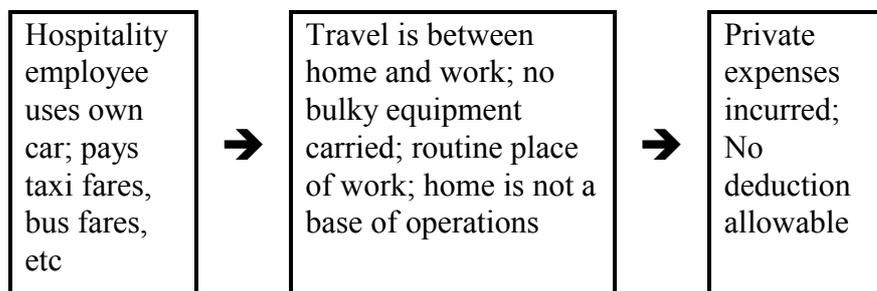 Hospitality
employee
uses own
car; pays
taxi fares,
bus fares,
etc
Travel is between
home and work; no
bulky equipment
carried; routine place
of work; home is not a
base of operations
Private
expenses
incurred;
No
deduction
allowable